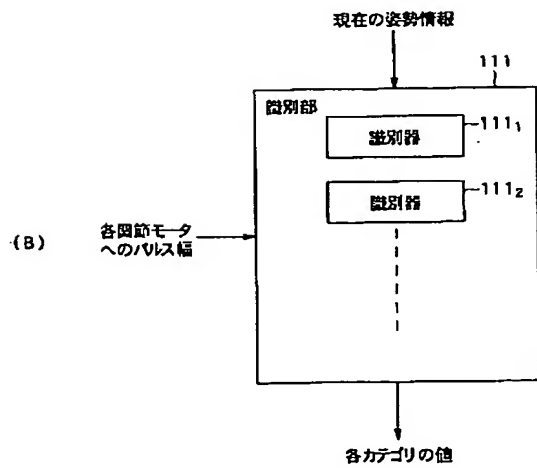 現在の姿勢情報
111
識別部
識別器
111₁
識別器
111₂
(B)
各関節モータ
へのパルス幅
各カテゴリの値